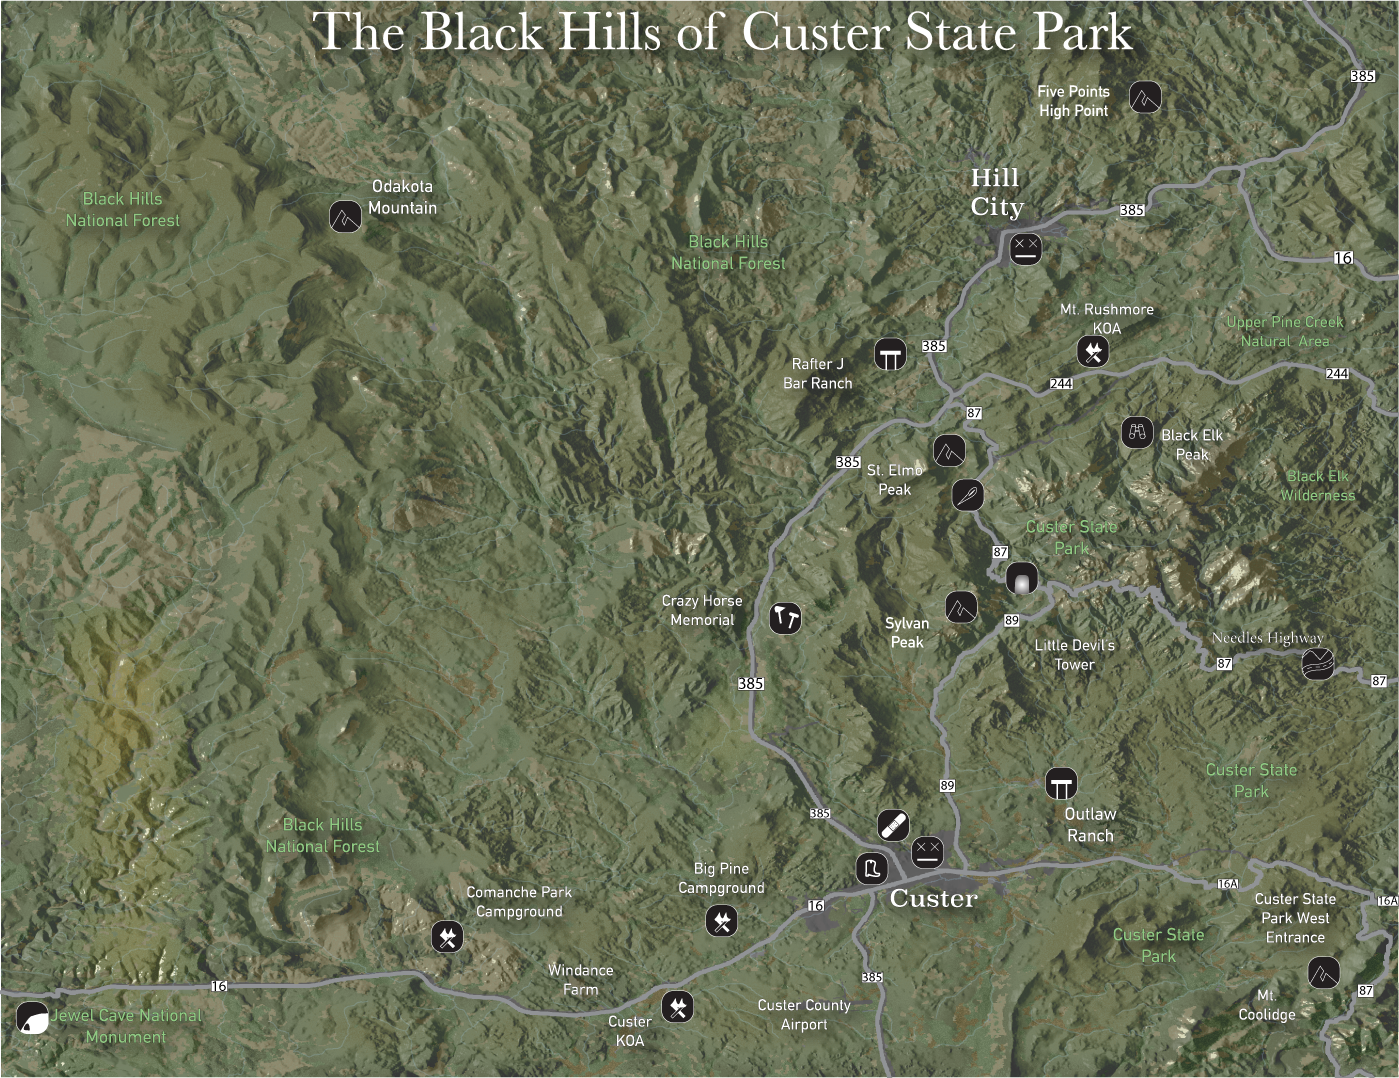 The Black Hills of Custer State Park
385
Five Points
High Point
Hill
City
385
16
Odakota
Mountain
Black Hills
National Forest
Black Hills
National Forest
Mt. Rushmore
KOA
Upper Pine Creek
Natural Area
385
Rafter J
Bar Ranch
244
244
87
385
St. Elmo
Peak
Black Elk
Peak
Black Elk
Wilderness
Custer State
Park
87
Crazy Horse
Memorial
Sylvan
Peak
89
Little Devil's
Tower
Needles Highway
87
87
385
Custer State
Park
89
385
Outlaw
Ranch
Black Hills
National Forest
Big Pine
Campground
Comanche Park
Campground
16
Custer
16A
16A
Custer State
Park West
Entrance
Custer State
Park
Windance
Farm
16
385
87
Mt.
Coolidge
Custer County
Airport
Custer
KOA
Jewel Cave National
Monument